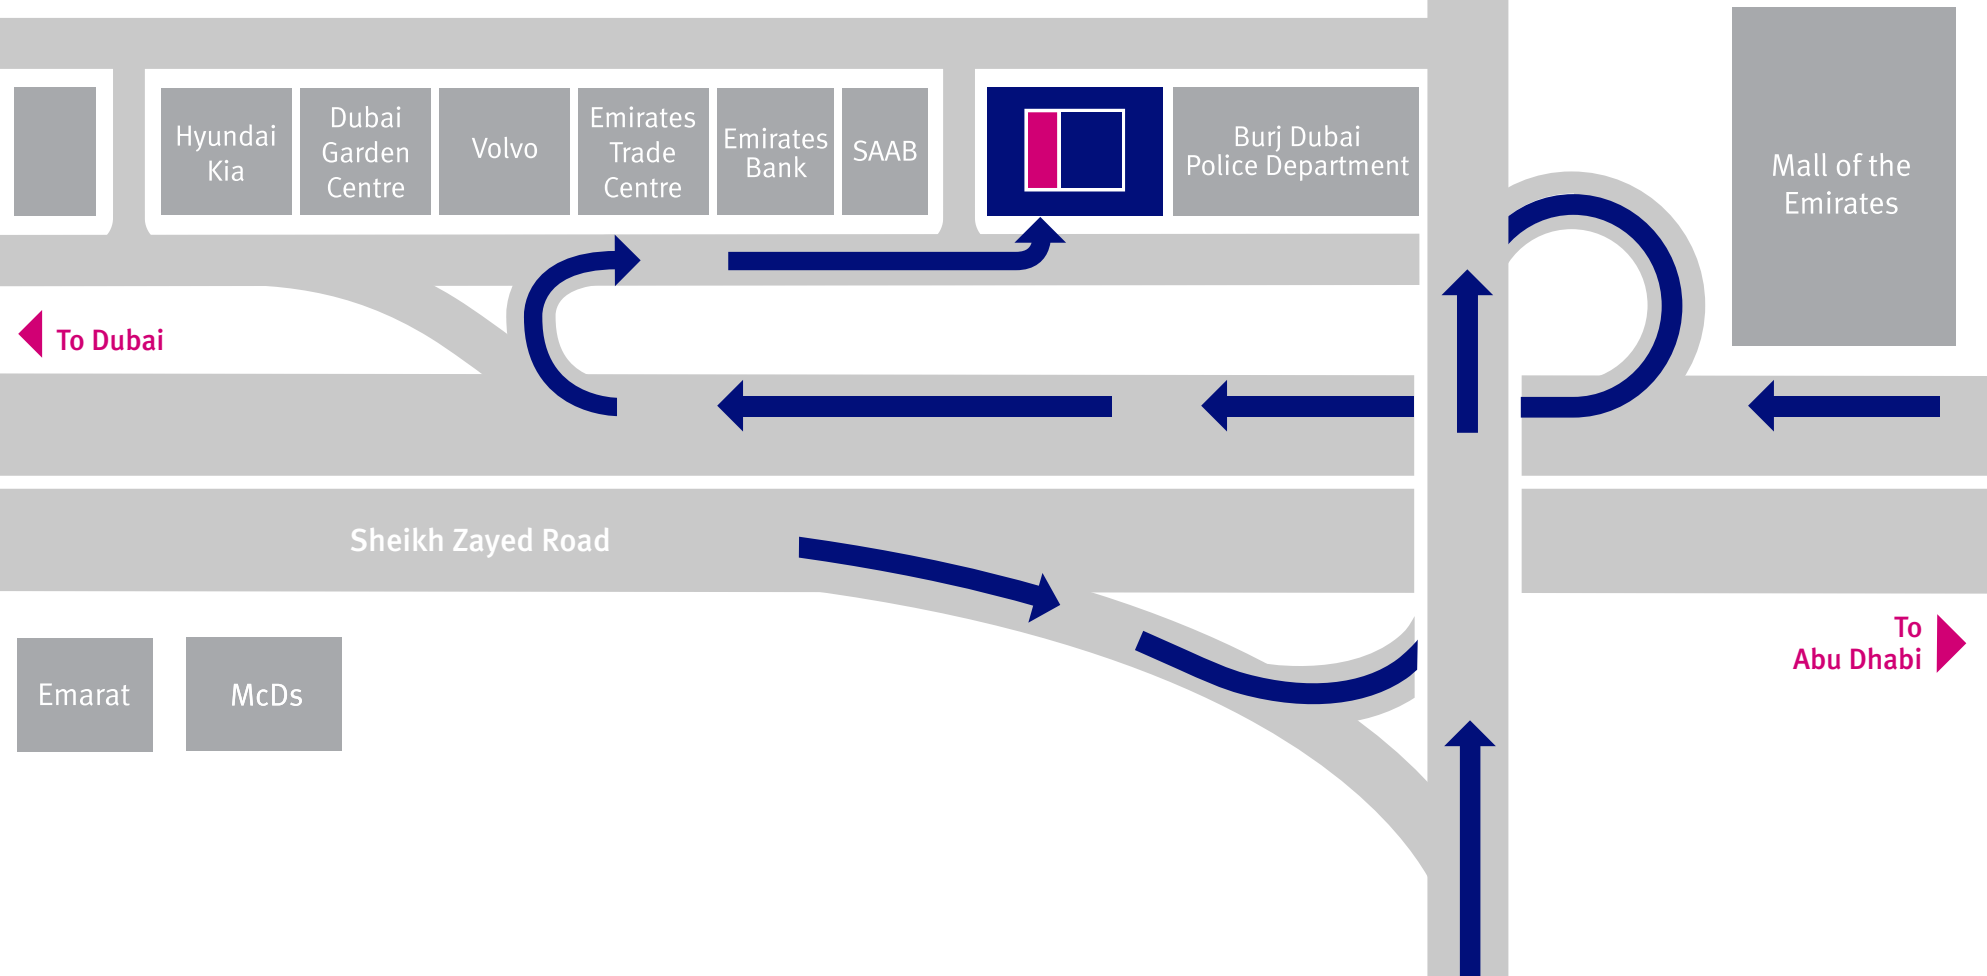 Hyundai
Kia
Dubai
Garden
Centre
Volvo
Emirates
Trade
Centre
Emirates
Bank
SAAB
Burj Dubai
Police Department
Mall of the
Emirates
To Dubai
Sheikh Zayed Road
To
Abu Dhabi
Emarat
McDs